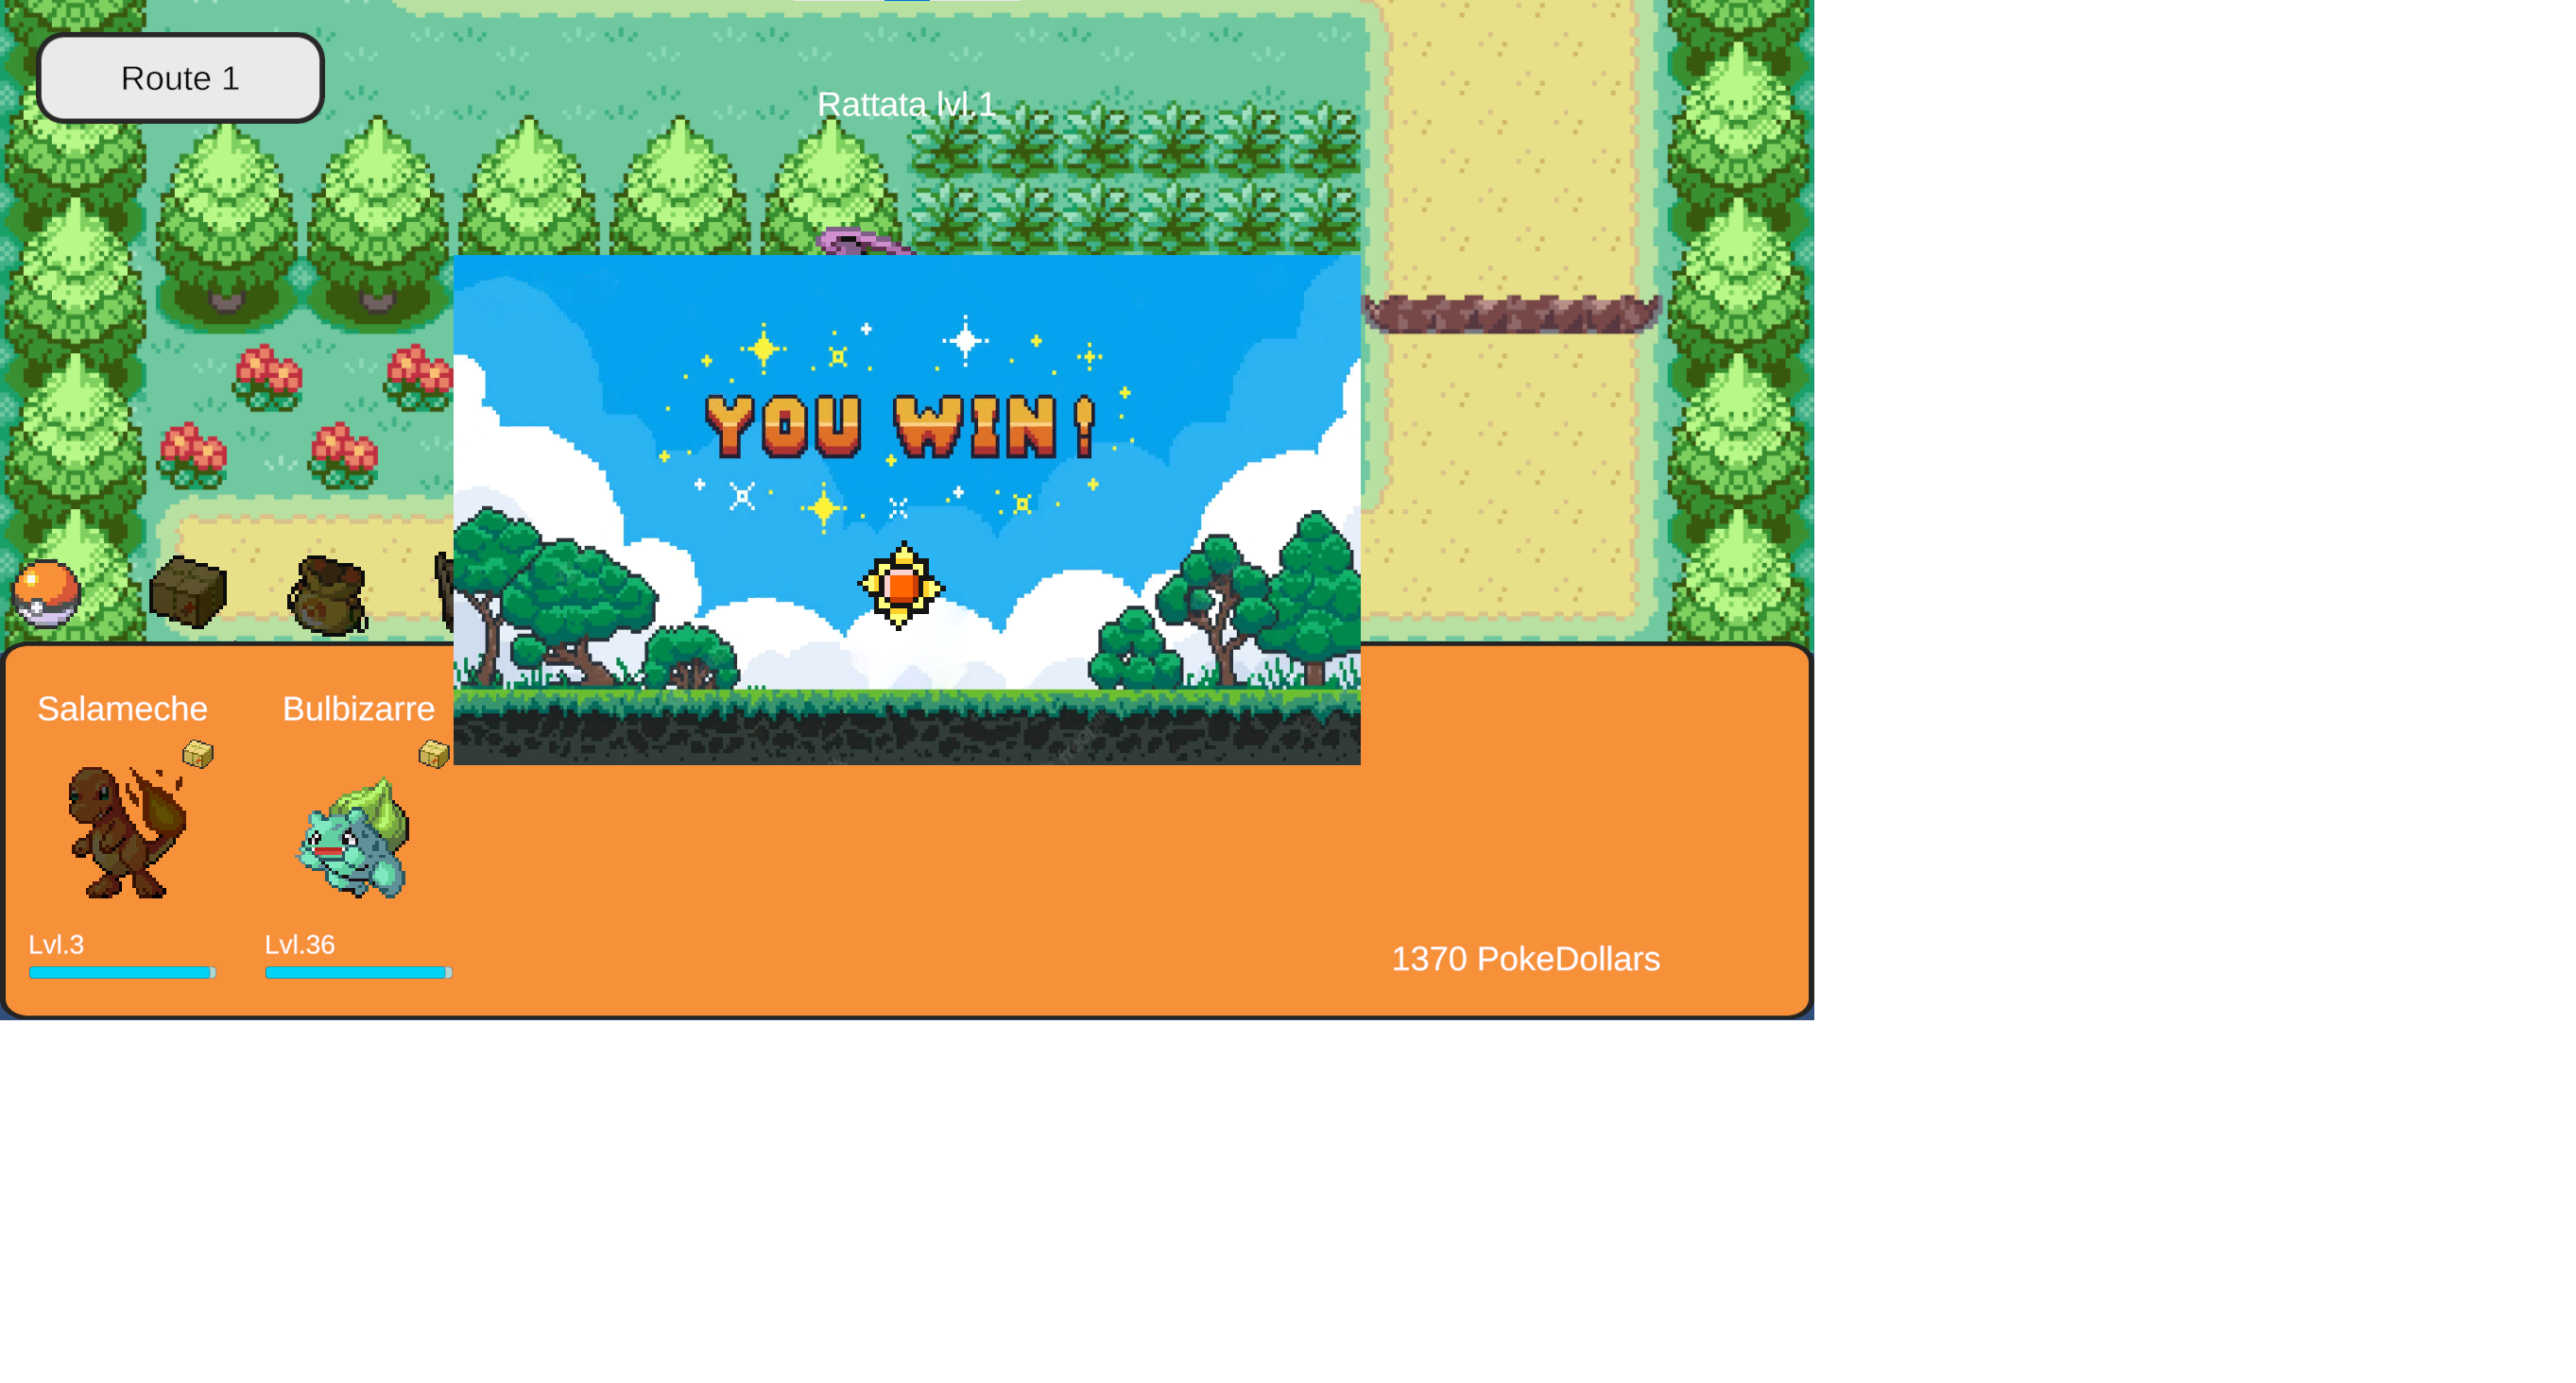 Route 1
Rattata lvl.1
YOU WIN!
Salameche
Bulbizarre
Lvl.3
Lvl.36
1370 PokeDollars